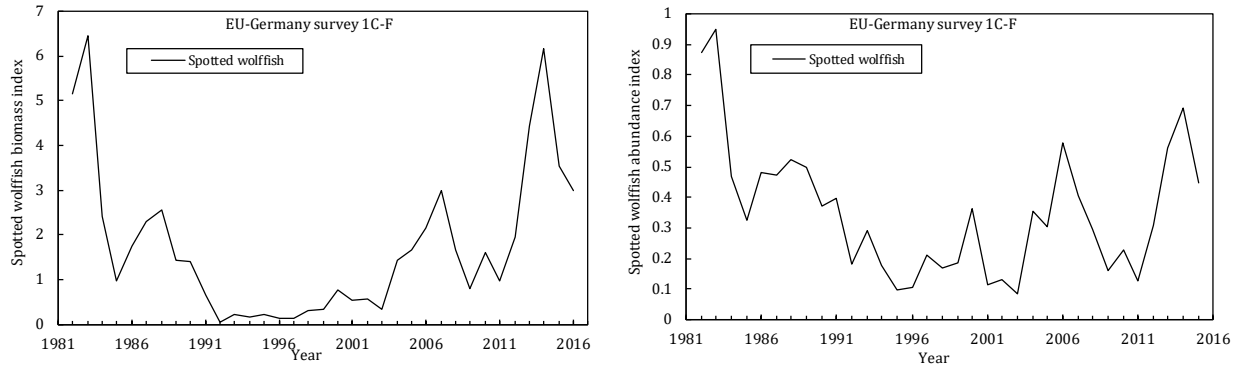 EU-Germany survey 1C-F
Spotted wolffish
Spotted wolffish biomass index
7
6
5
4
3
2
1
0
1981 1986 1991 1996 2001 2006 2011 2016
Year
EU-Germany survey 1C-F
Spotted wolffish
Spotted wolffish abundance index
1
0.9
0.8
0.7
0.6
0.5
0.4
0.3
0.2
0.1
0
1981 1986 1991 1996 2001 2006 2011 2016
Year